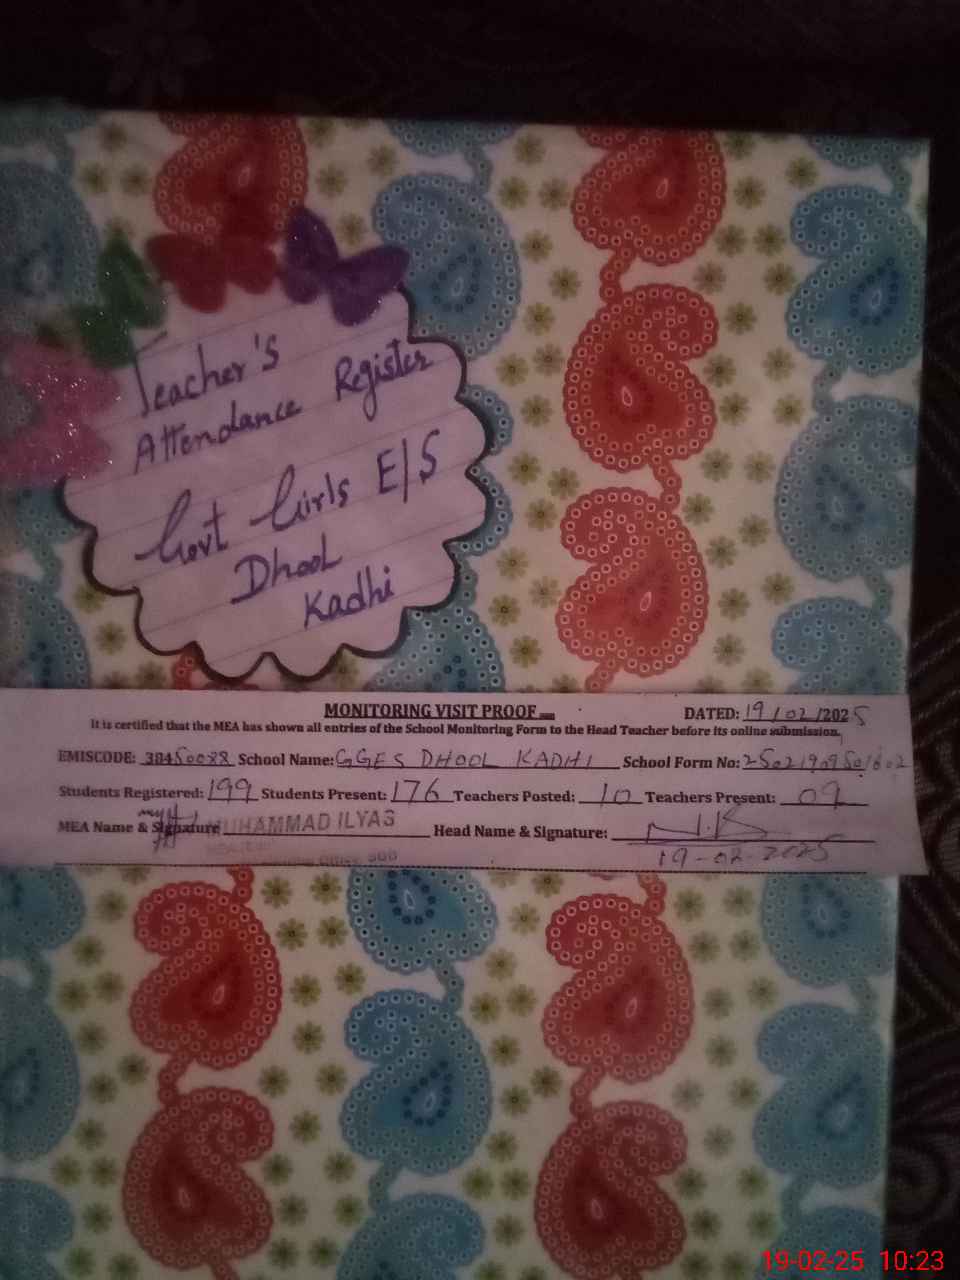 Teacher's
Attendance Register
Govt Girls E/S
Dhool
Kadhi
MONITORING VISIT PROOF
DATED: 19/02/2025
It is certified that the MEA has shown all entries of the School Monitoring Form to the Head Teacher before its online submission.
EMISCODE: 38450088 School Name: GGES DHOOL KADHI School Form No:
Students Registered: 199 Students Present: 176 Teachers Posted: 10 Teachers Present: 09
MEA Name & Signature MUHAMMAD ILYAS Head Name & Signature:
19-02-2025
19-02-25 10:23